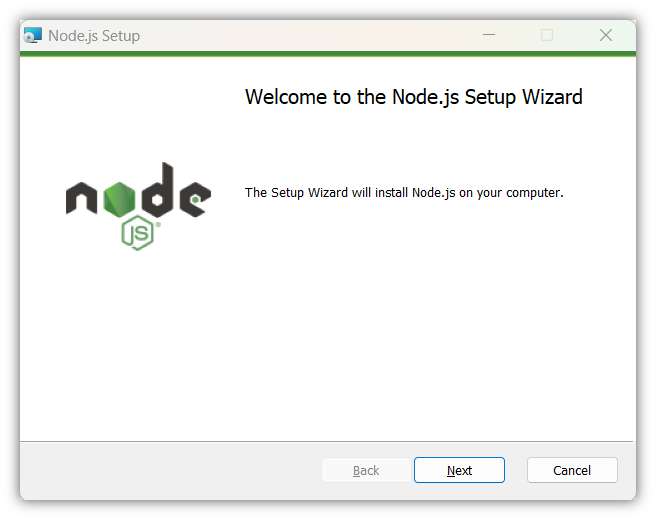 Node.js Setup
Welcome to the Node.js Setup Wizard
node
JS
The Setup Wizard will install Node.js on your computer.
Back
Next
Cancel